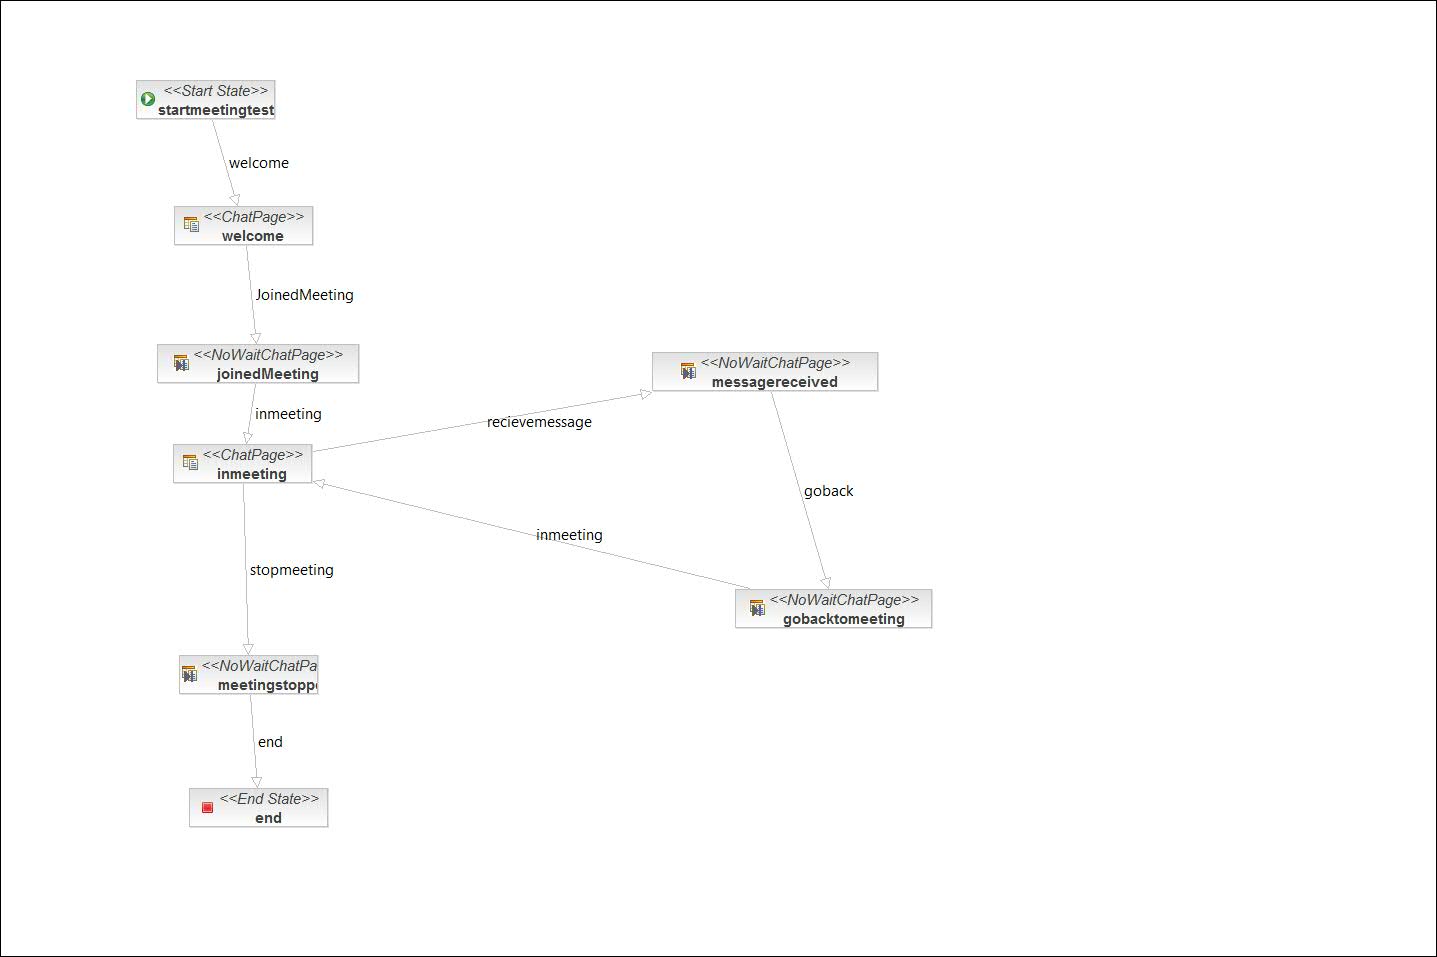 <<Start State>>
startmeetingtest
welcome
<<ChatPage>>
welcome
JoinedMeeting
<<NoWaitChatPage>>
joinedMeeting
<<NoWaitChatPage>>
messagereceived
inmeeting
recievemessage
<<ChatPage>>
inmeeting
goback
inmeeting
stopmeeting
<<NoWaitChatPage>>
gobacktomeeting
<<NoWaitChatPa
meetingstoppe
end
<<End State>>
end